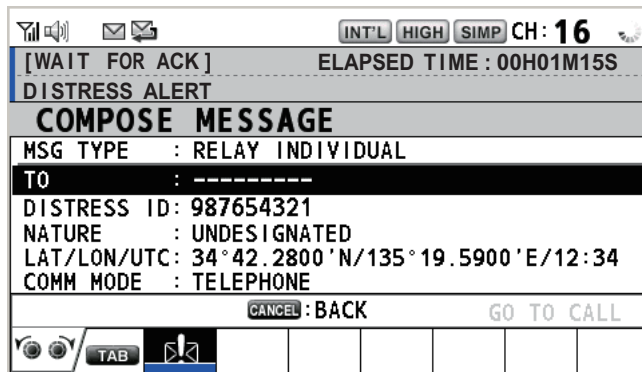 INT'L HIGH SIMP CH: 16
[WAIT FOR ACK] ELAPSED TIME : 00H01M15S
DISTRESS ALERT
COMPOSE MESSAGE
MSG TYPE : RELAY INDIVIDUAL
TO : ---------
DISTRESS ID: 987654321
NATURE : UNDESIGNATED
LAT/LON/UTC: 34°42.2800'N/135°19.5900'E/12:34
COMM MODE : TELEPHONE
CANCEL : BACK GO TO CALL
TAB